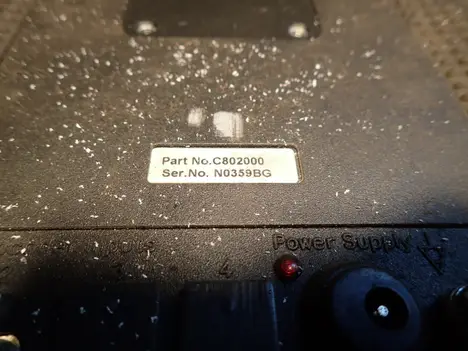 Part No.C802000
Ser.No. N0359BG
Power Supply
4